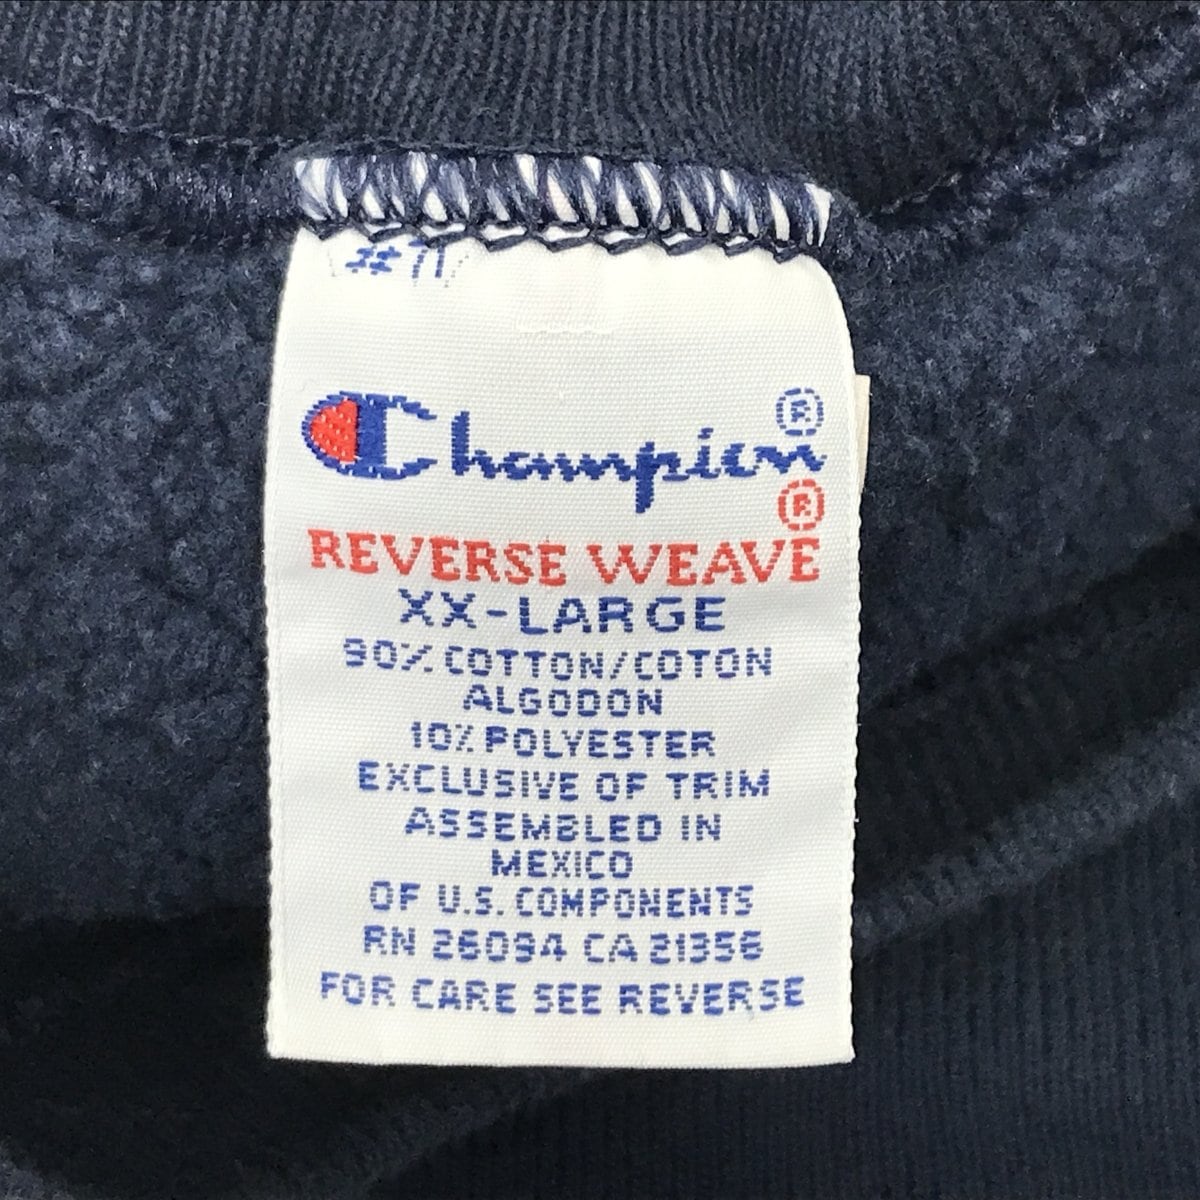 #71
Champion®
®
REVERSE WEAVE
XX-LARGE
90% COTTON/COTON
ALGODON
10% POLYESTER
EXCLUSIVE OF TRIM
ASSEMBLED IN
MEXICO
OF U.S. COMPONENTS
RN 26094 CA 21356
FOR CARE SEE REVERSE